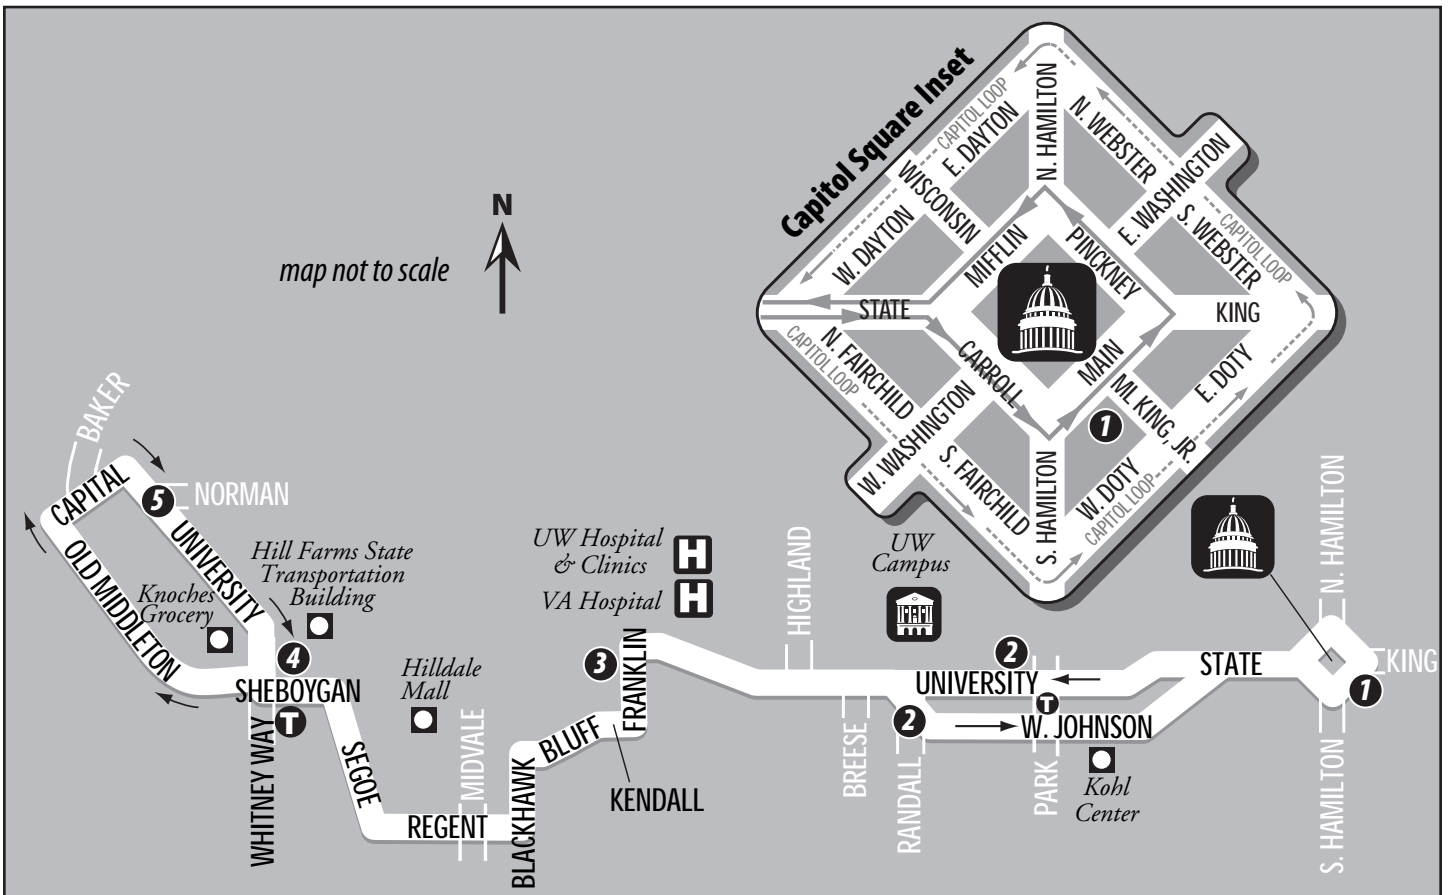 Capitol Square Inset
CAPITOL LOOP
E. DAYTON
N. HAMILTON
N. WEBSTER
WISCONSIN
E. WASHINGTON
W. DAYTON
MIFFLIN
PINCKNEY
S. WEBSTER
CAPITOL LOOP
STATE
KING
N. FAIRCHILD
CAPITOL LOOP
CARROLL
MAIN
ML KING, JR.
E. DOTY
1
W. WASHINGTON
S. FAIRCHILD
S. HAMILTON
W. DOTY
CAPITOL LOOP
N
map not to scale
BAKER
CAPITAL
5
NORMAN
UNIVERSITY
OLD MIDDLETON
Knoches
Grocery
Hill Farms State
Transportation
Building
4
SHEBOYGAN
T
WHITNEY WAY
SEGOE
Hilldale
Mall
MIDVALE
REGENT
BLACKHAWK
BLUFF
KENDALL
FRANKLIN
3
UW Hospital
& Clinics
H
VA Hospital
H
HIGHLAND
UW
Campus
BREESE
2
RANDALL
UNIVERSITY
2
T
W. JOHNSON
PARK
Kohl
Center
STATE
N. HAMILTON
KING
1
S. HAMILTON